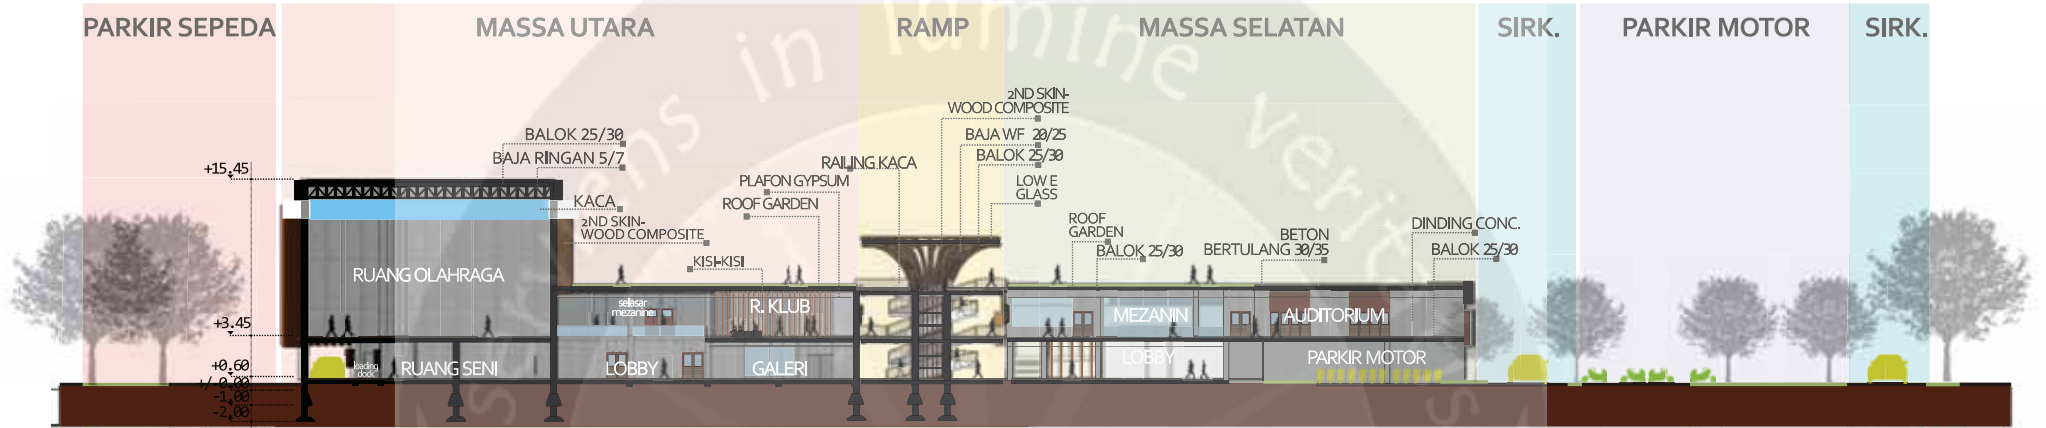 PARKIR SEPEDA
MASSA UTARA
RAMP
MASSA SELATAN
SIRK.
PARKIR MOTOR
SIRK.
2ND SKIN-
WOOD COMPOSITE
BALOK 25/30
BAJA WF 20/25
BAJA RINGAN 5/7
RAILING KACA
BALOK 25/30
+15.45
PLAFON GYPSUM
LOW E
GLASS
KACA
ROOF GARDEN
2ND SKIN-
WOOD COMPOSITE
ROOF
GARDEN
BALOK 25/30
BETON
BERTULANG 30/35
DINDING CONC.
BALOK 25/30
KISI-KISI
RUANG OLAHRAGA
selasar
mezanine
R. KLUB
MEZANIN
AUDITORIUM
+3.45
LOBBY
PARKIR MOTOR
+0.60
loading
dock
RUANG SENI
LOBBY
GALERI
+/-0.00
-1.00
-2.00
in lumine